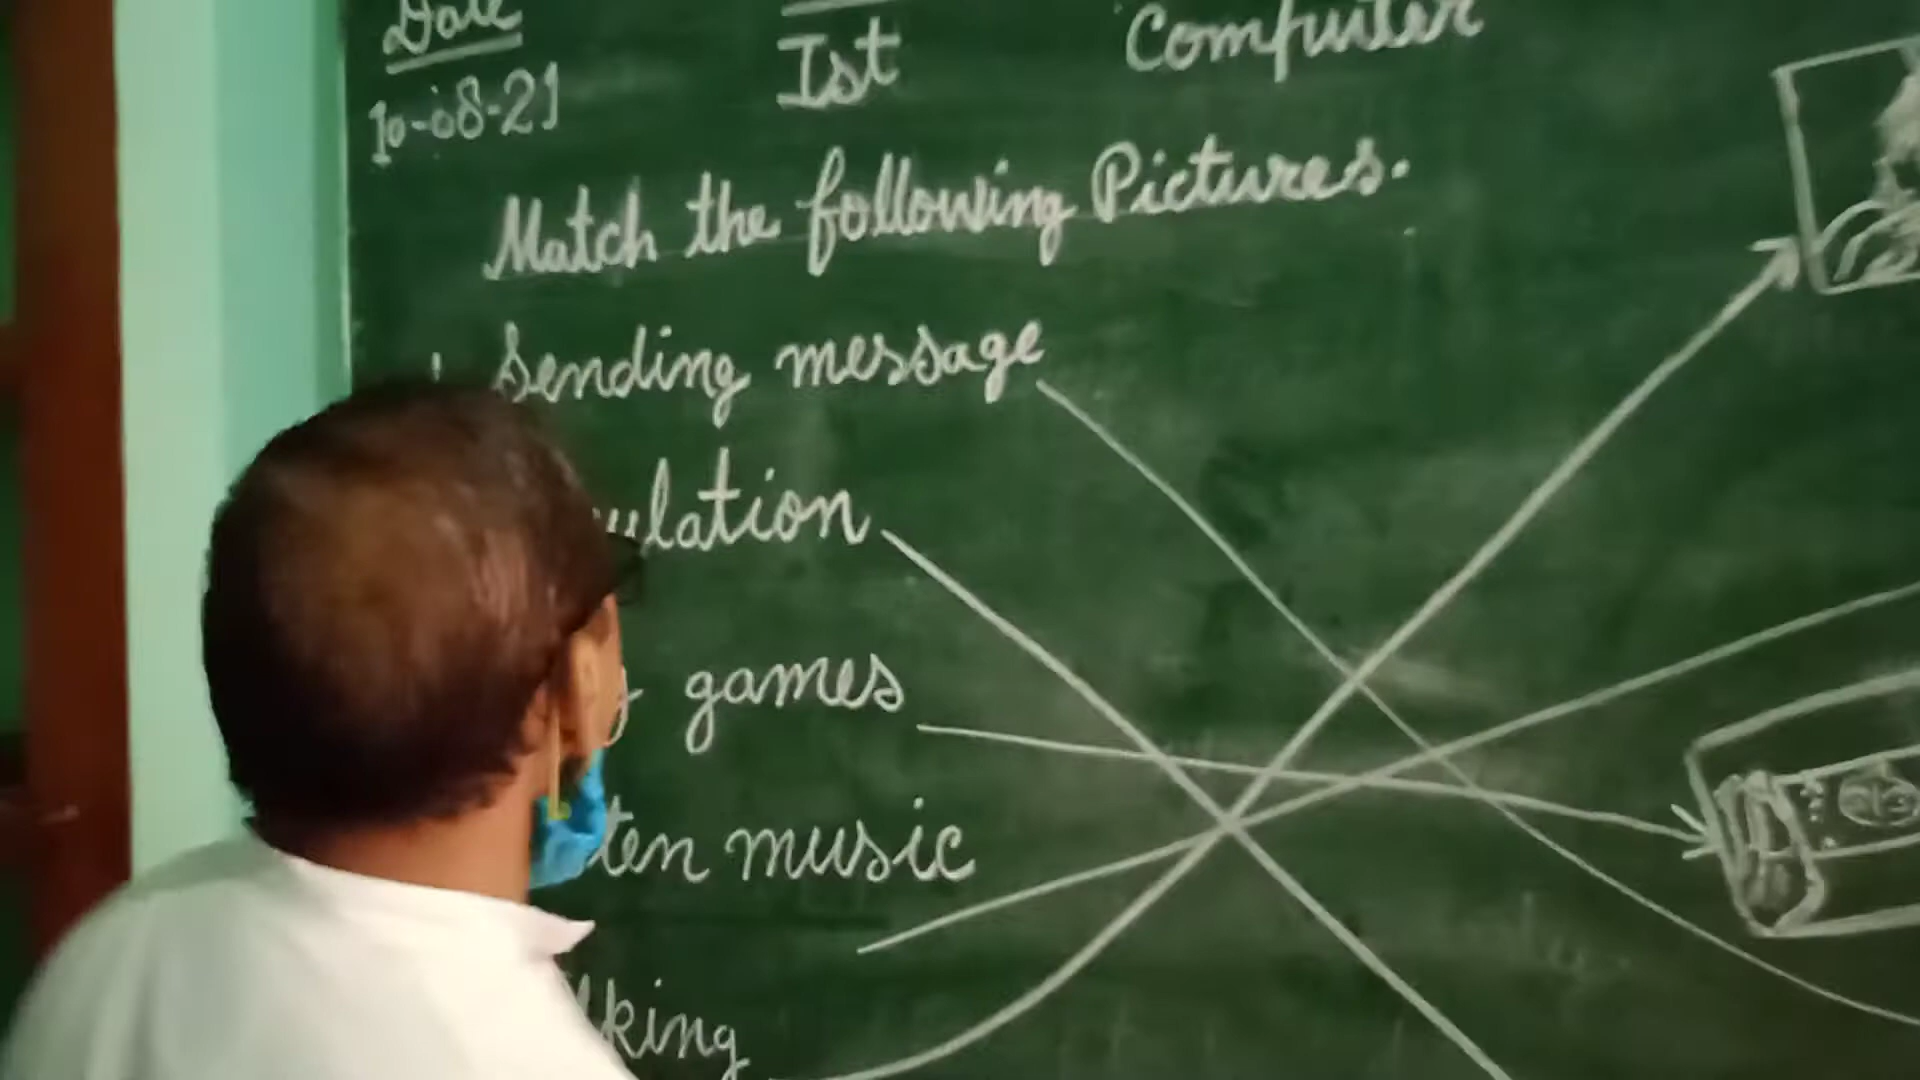 Date Ist Computer
10-08-21
Match the following Pictures.
Sending message
ulation
games
ten music
king